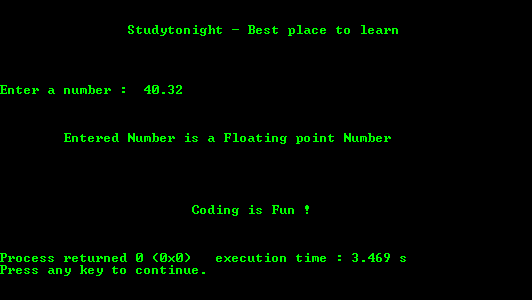 Studytonight - Best place to learn
Enter a number :  40.32
Entered Number is a Floating point Number
Coding is Fun !
Process returned 0 (0x0)   execution time : 3.469 s
Press any key to continue.